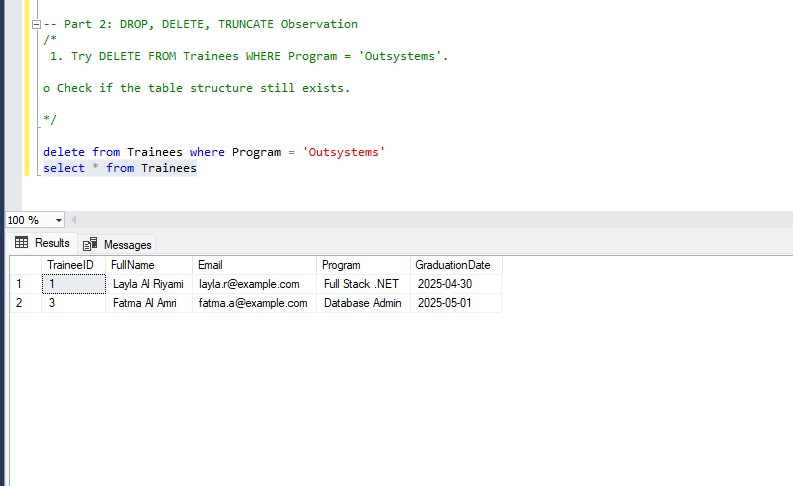 -- Part 2: DROP, DELETE, TRUNCATE Observation
/*
1. Try DELETE FROM Trainees WHERE Program = 'Outsystems'.
o Check if the table structure still exists.
*/
delete from Trainees where Program = 'Outsystems'
select * from Trainees
100 %
Results Messages
TraineeID FullName Email Program GraduationDate
1 1 Layla Al Riyami layla.r@example.com Full Stack .NET 2025-04-30
2 3 Fatma Al Amri fatma.a@example.com Database Admin 2025-05-01